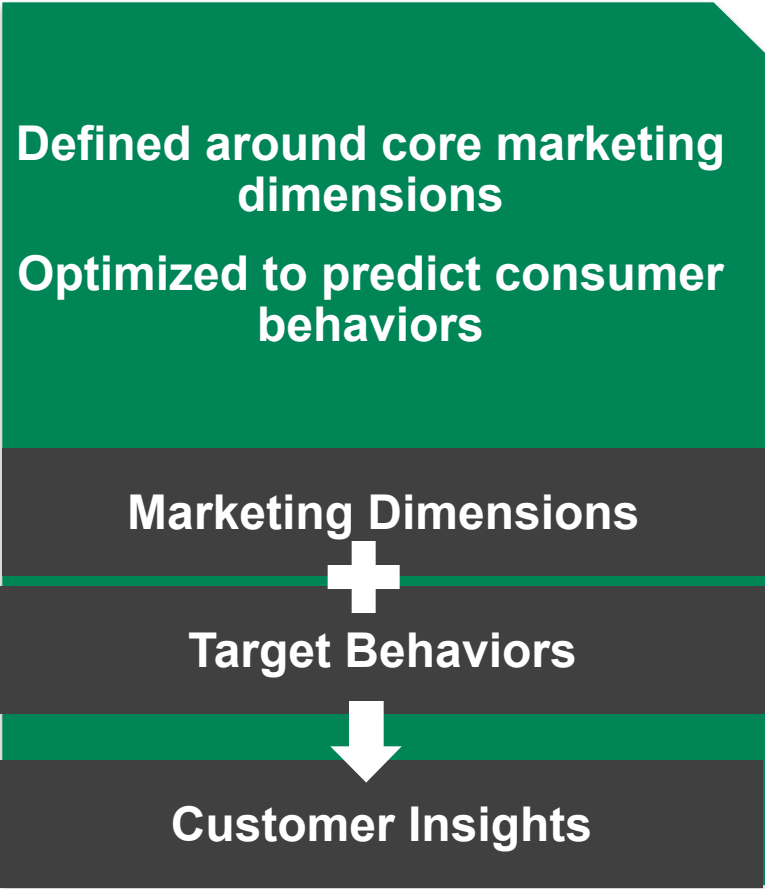 Defined around core marketing
dimensions
Optimized to predict consumer
behaviors
Marketing Dimensions
Target Behaviors
Customer Insights